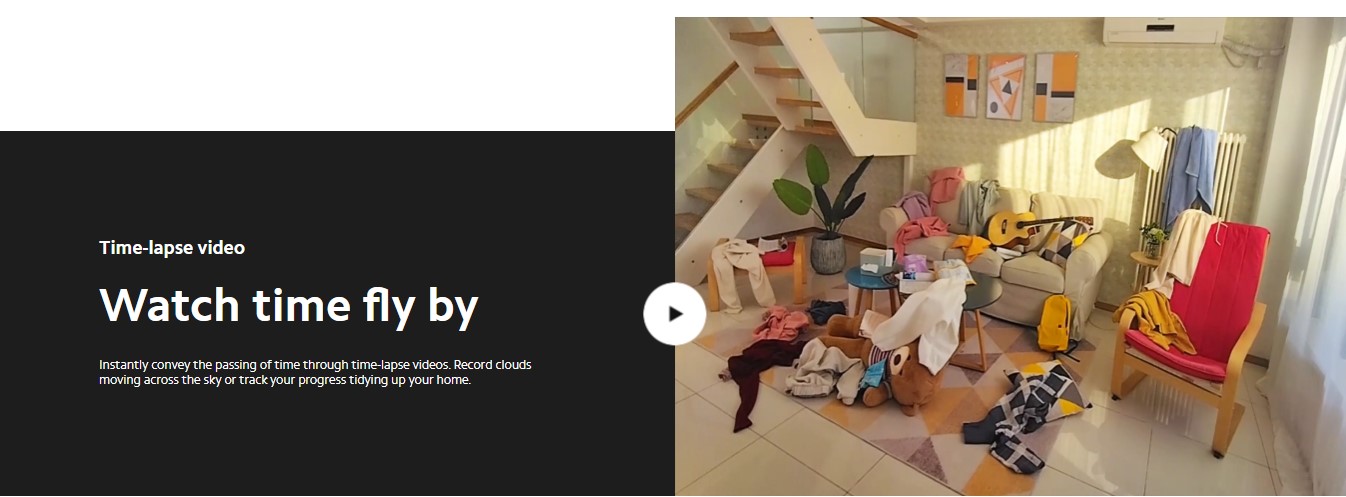 Time-lapse video
Watch time fly by
Instantly convey the passing of time through time-lapse videos. Record clouds
moving across the sky or track your progress tidying up your home.